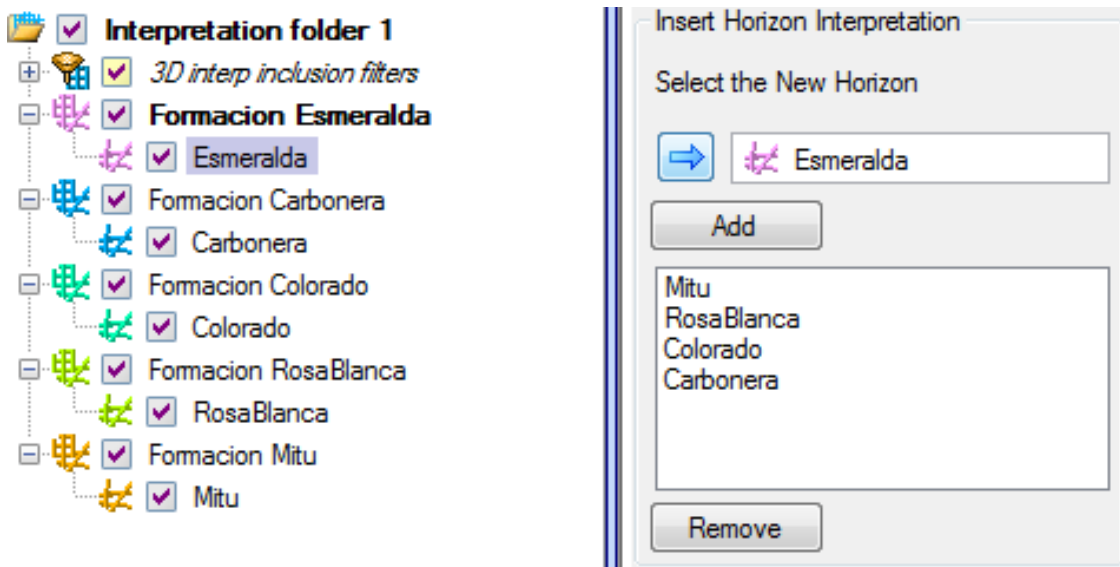 Interpretation folder 1
3D interp inclusion filters
Formacion Esmeralda
Esmeralda
Formacion Carbonera
Carbonera
Formacion Colorado
Colorado
Formacion RosaBlanca
RosaBlanca
Formacion Mitu
Mitu
Insert Horizon Interpretation
Select the New Horizon
Esmeralda
Add
Mitu
RosaBlanca
Colorado
Carbonera
Remove